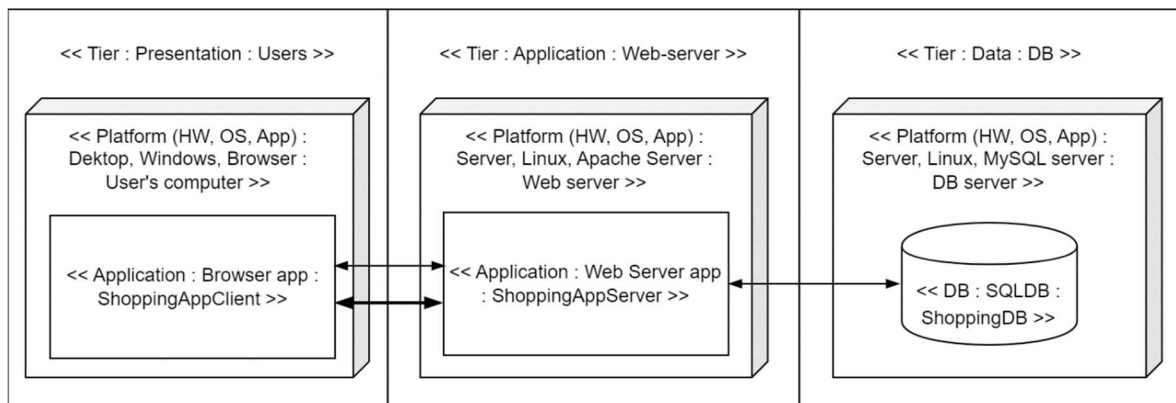 << Tier : Presentation : Users >>
<< Platform (HW, OS, App) :
Dektop, Windows, Browser :
User's computer >>
<< Application : Browser app :
ShoppingAppClient >>
<< Tier : Application : Web-server >>
<< Platform (HW, OS, App) :
Server, Linux, Apache Server :
Web server >>
<< Application : Web Server app
: ShoppingAppServer >>
<< Tier : Data : DB >>
<< Platform (HW, OS, App) :
Server, Linux, MySQL server :
DB server >>
<< DB : SQLDB :
ShoppingDB >>